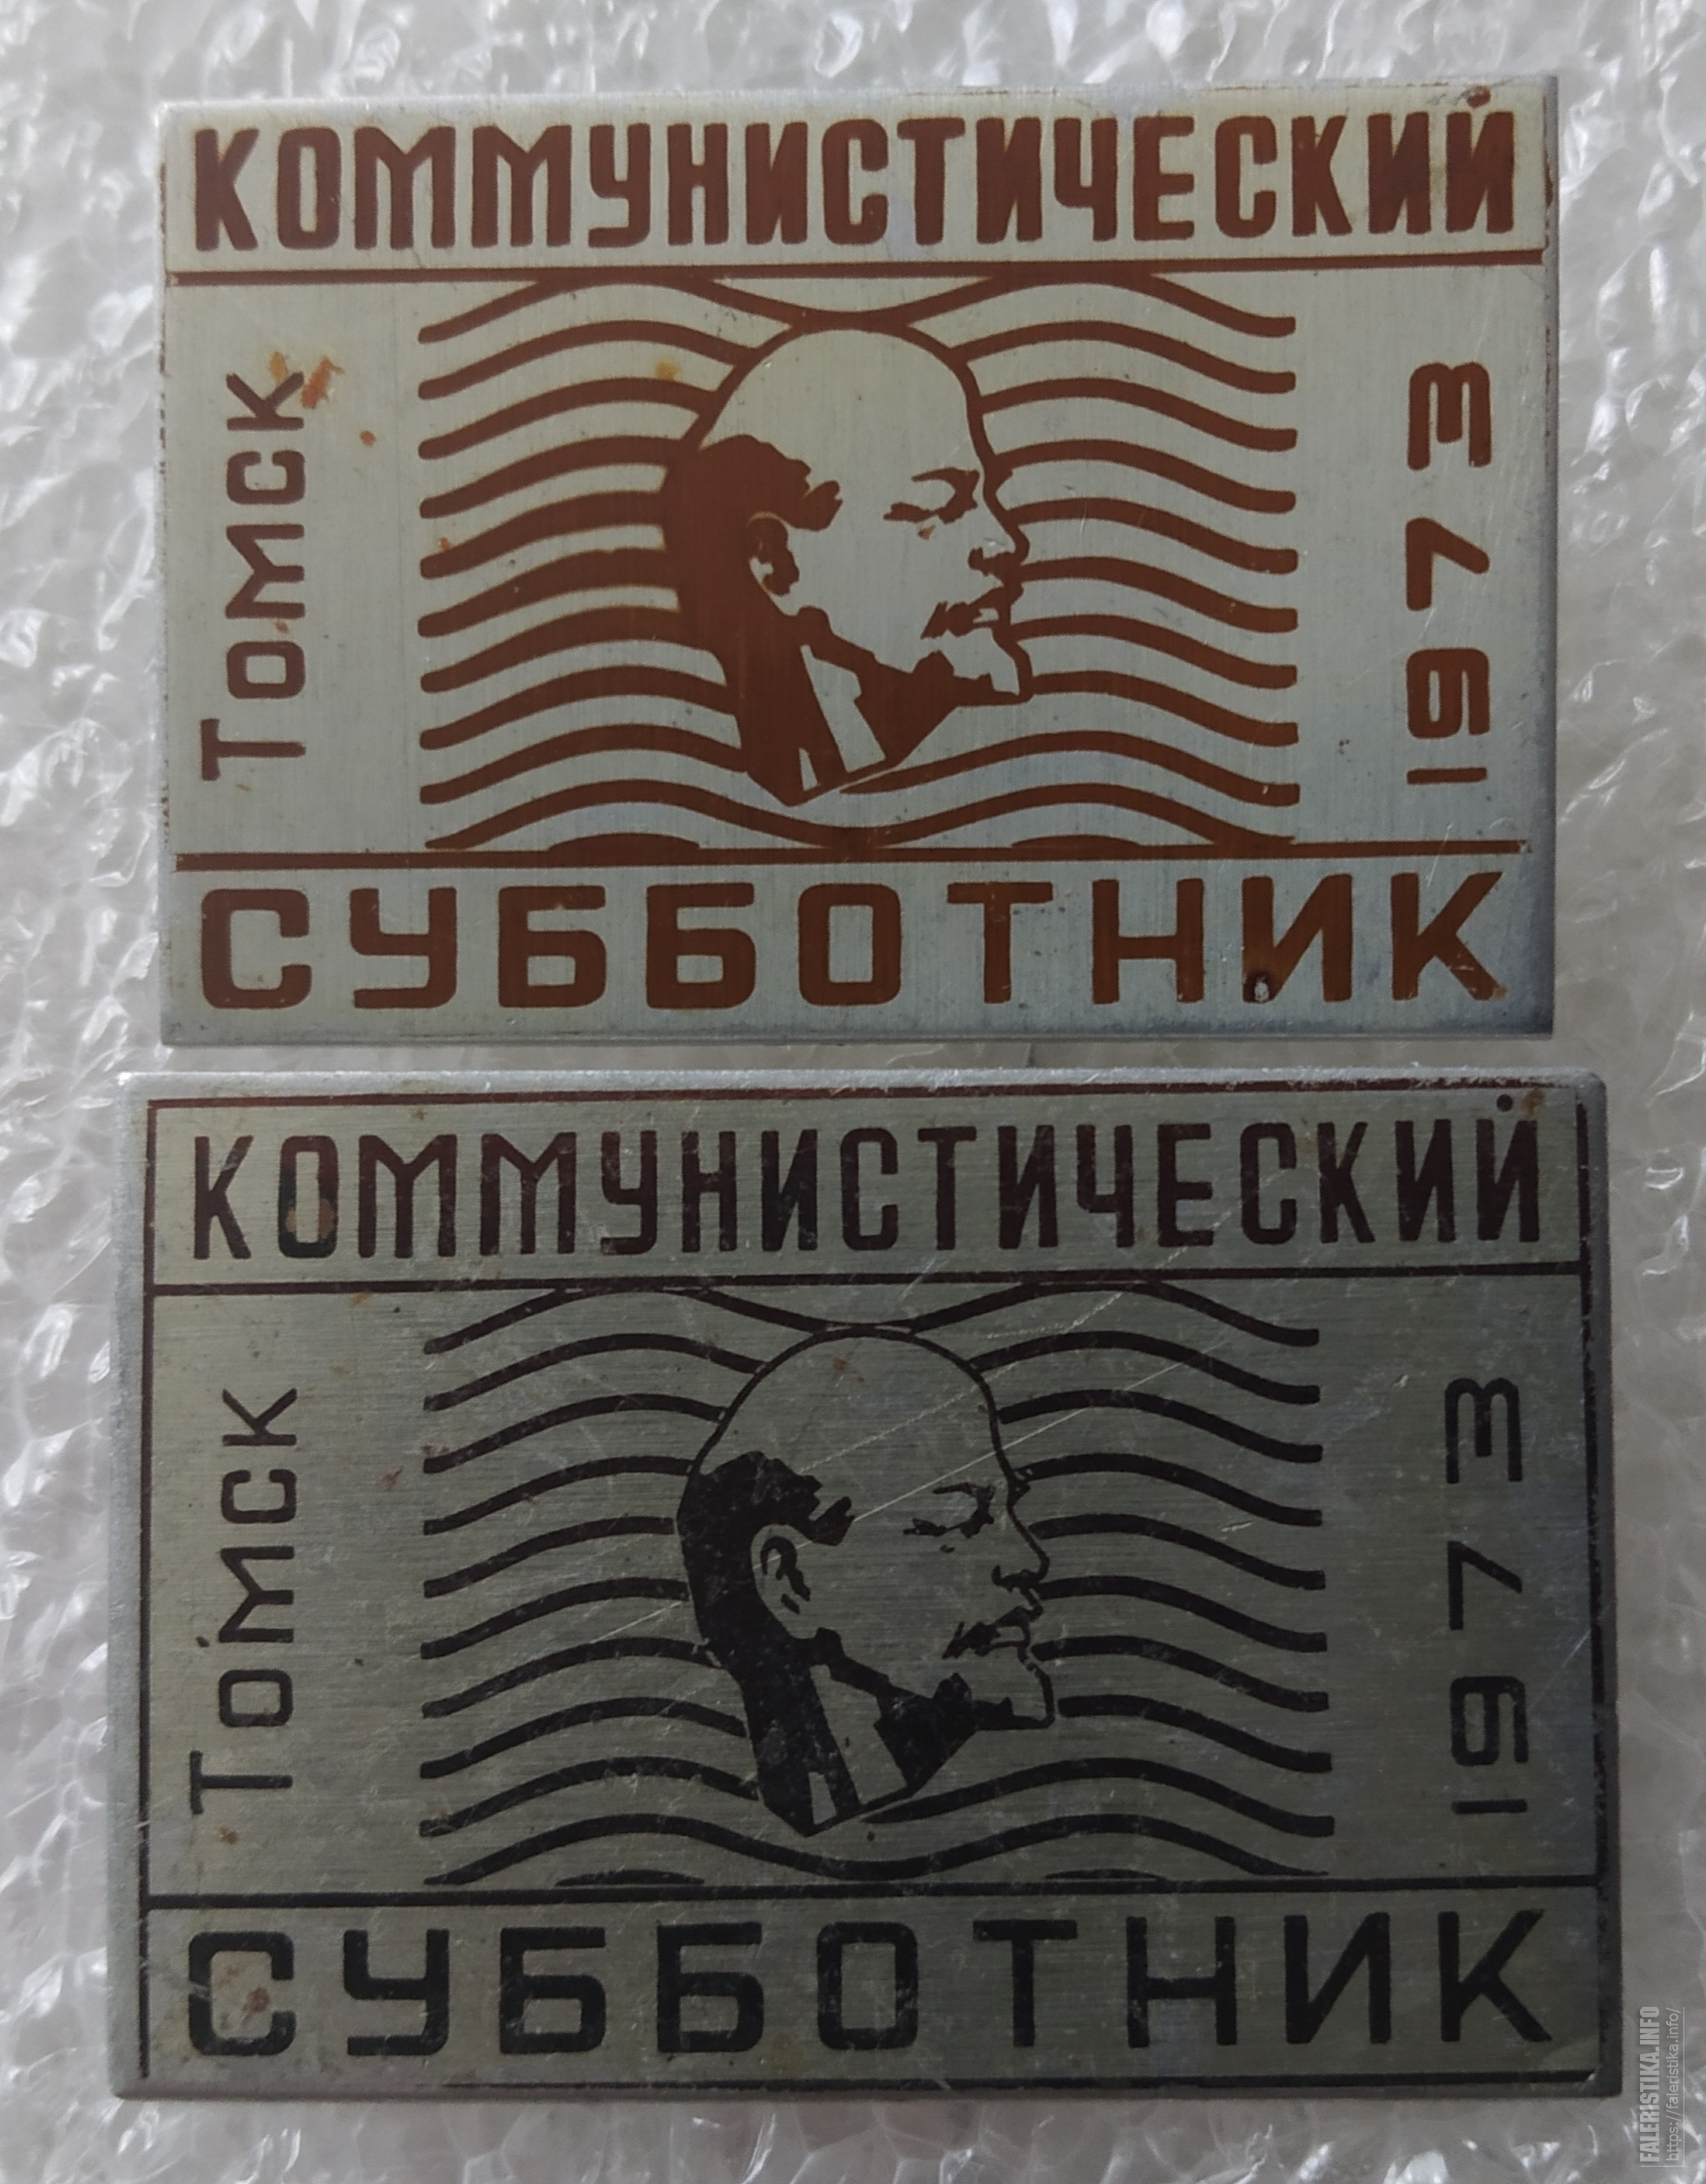 КОММУНИСТИЧЕСКИЙ
ТОМСК
1973
СУББОТНИК
КОММУНИСТИЧЕСКИЙ
ТОМСК
1973
СУББОТНИК
FALERISTIKA.INFO
https://faleristika.info/